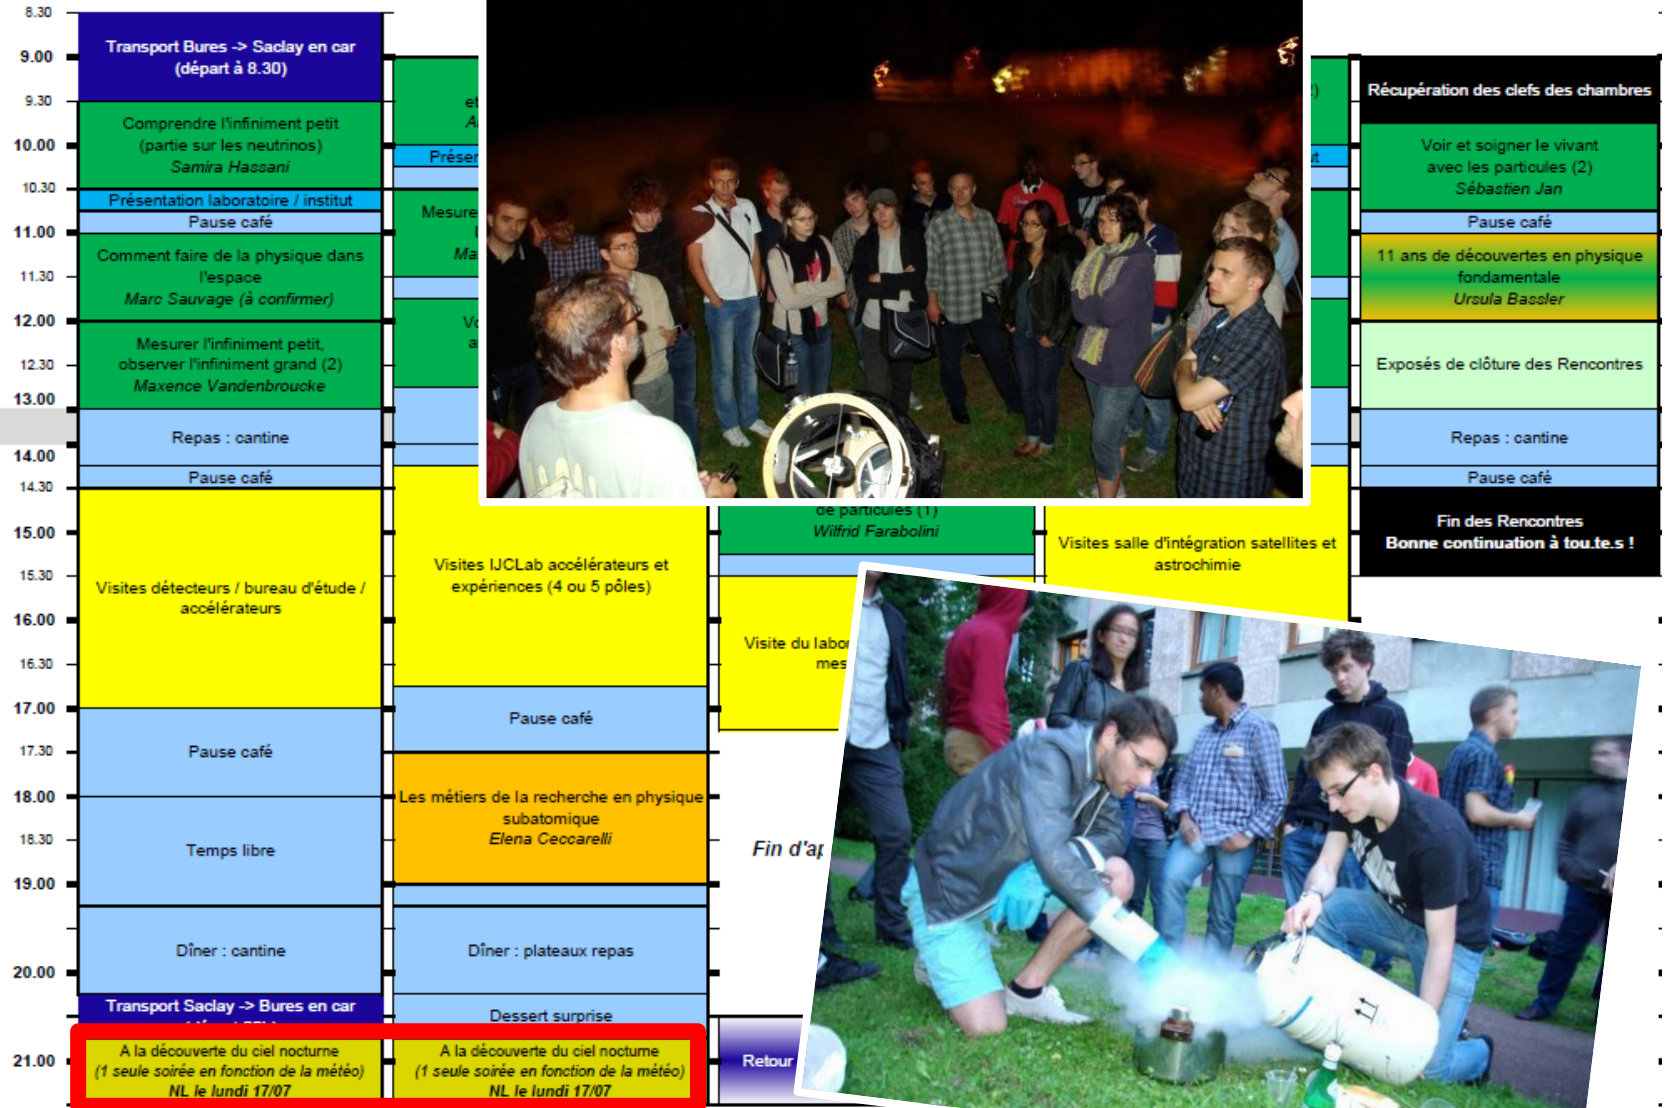 8.30
9.00
9.30
10.00
10.30
11.00
11.30
12.00
12.30
13.00
14.00
14.30
15.00
15.30
16.00
16.30
17.00
17.30
18.00
18.30
19.00
20.00
21.00
Transport Bures -> Saclay en car
(départ à 8.30)
Comprendre l'infiniment petit
(partie sur les neutrinos)
Samira Hassani
Présentation laboratoire / institut
Pause café
Comment faire de la physique dans
l'espace
Marc Sauvage (à confirmer)
Mesurer l'infiniment petit,
observer l'infiniment grand (2)
Maxence Vandenbroucke
Repas : cantine
Pause café
Visites détecteurs / bureau d'étude /
accélérateurs
Pause café
Temps libre
Dîner : cantine
Transport Saclay -> Bures en car
A la découverte du ciel nocturne
(1 seule soirée en fonction de la météo)
NL le lundi 17/07
et
Visites IJCLab accélérateurs et
expériences (4 ou 5 pôles)
Pause café
Les métiers de la recherche en physique
subatomique
Elena Ceccarelli
Dîner : plateaux repas
Dessert surprise
A la découverte du ciel nocturne
(1 seule soirée en fonction de la météo)
NL le lundi 17/07
de particules (1)
Wilfrid Farabolini
Visite du labor
mes
Fin d'ap
Retour
Visites salle d'intégration satellites et
astrochimie
Récupération des clefs des chambres
Voir et soigner le vivant
avec les particules (2)
Sébastien Jan
Pause café
11 ans de découvertes en physique
fondamentale
Ursula Bassler
Exposés de clôture des Rencontres
Repas : cantine
Pause café
Fin des Rencontres
Bonne continuation à tou.te.s !